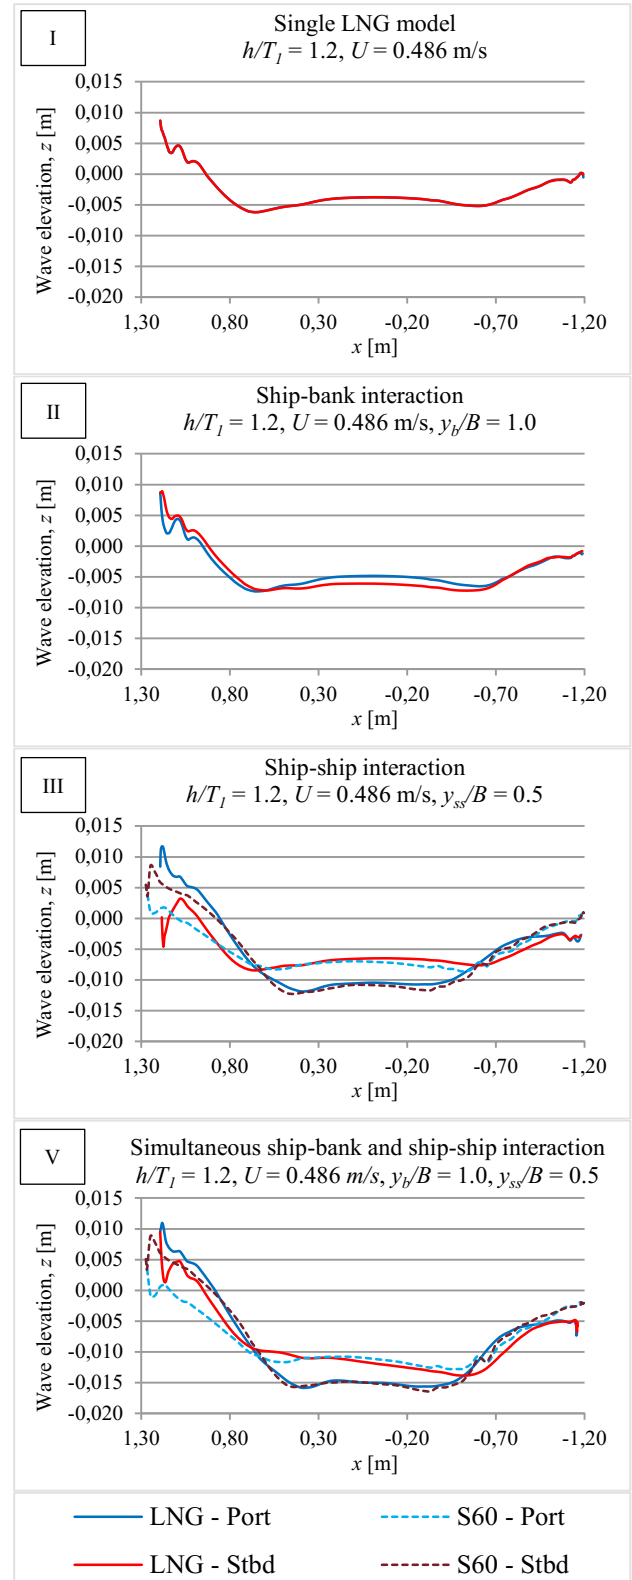 I
Single LNG model
h/T1 = 1.2, U = 0.486 m/s
Wave elevation, z [m]
0,015
0,010
0,005
0,000
-0,005
-0,010
-0,015
-0,020
1,30 0,80 0,30 -0,20 -0,70 -1,20
x [m]
II
Ship-bank interaction
h/T1 = 1.2, U = 0.486 m/s, yb/B = 1.0
Wave elevation, z [m]
0,015
0,010
0,005
0,000
-0,005
-0,010
-0,015
-0,020
1,30 0,80 0,30 -0,20 -0,70 -1,20
x [m]
III
Ship-ship interaction
h/T1 = 1.2, U = 0.486 m/s, yss/B = 0.5
Wave elevation, z [m]
0,015
0,010
0,005
0,000
-0,005
-0,010
-0,015
-0,020
1,30 0,80 0,30 -0,20 -0,70 -1,20
x [m]
V
Simultaneous ship-bank and ship-ship interaction
h/T1 = 1.2, U = 0.486 m/s, yb/B = 1.0, yss/B = 0.5
Wave elevation, z [m]
0,015
0,010
0,005
0,000
-0,005
-0,010
-0,015
-0,020
1,30 0,80 0,30 -0,20 -0,70 -1,20
x [m]
LNG - Port S60 - Port
LNG - Stbd S60 - Stbd